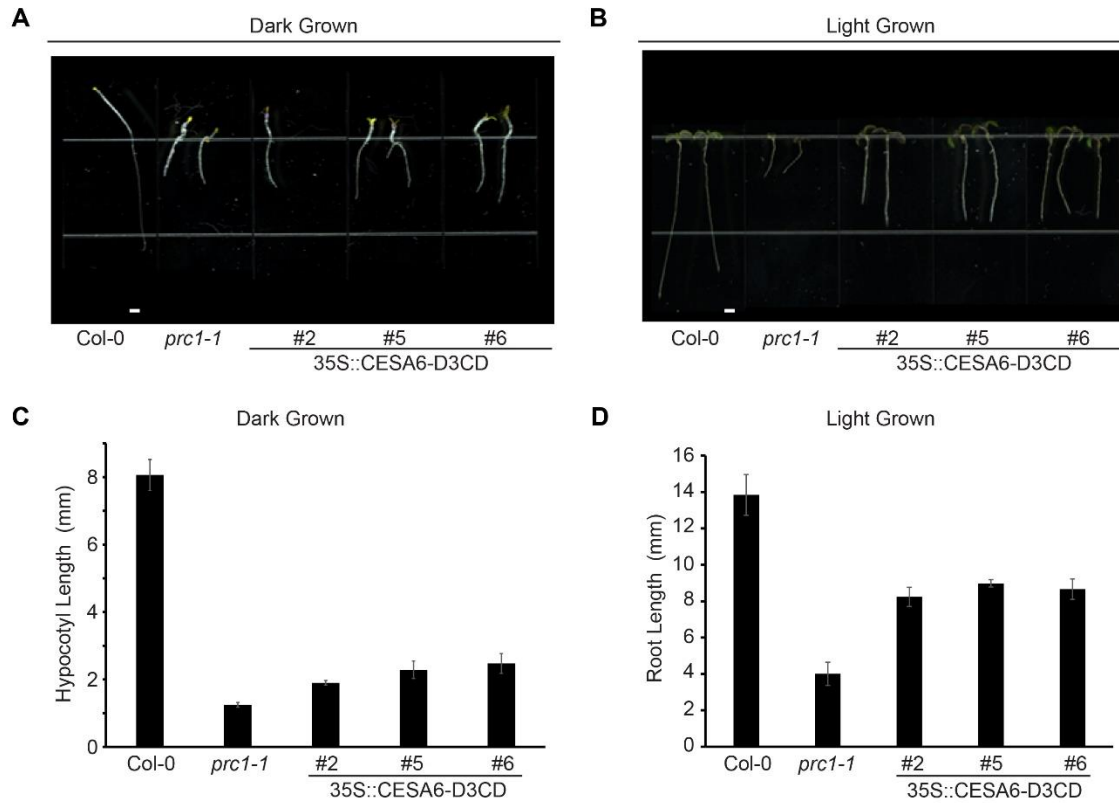 A
Dark Grown
Col-0 prc1-1 #2 #5 #6
35S::CESA6-D3CD
B
Light Grown
Col-0 prc1-1 #2 #5 #6
35S::CESA6-D3CD
C
Dark Grown
Hypocotyl Length (mm)
8
6
4
2
0
Col-0 prc1-1 #2 #5 #6
35S::CESA6-D3CD
D
Light Grown
Root Length (mm)
16
14
12
10
8
6
4
2
0
Col-0 prc1-1 #2 #5 #6
35S::CESA6-D3CD